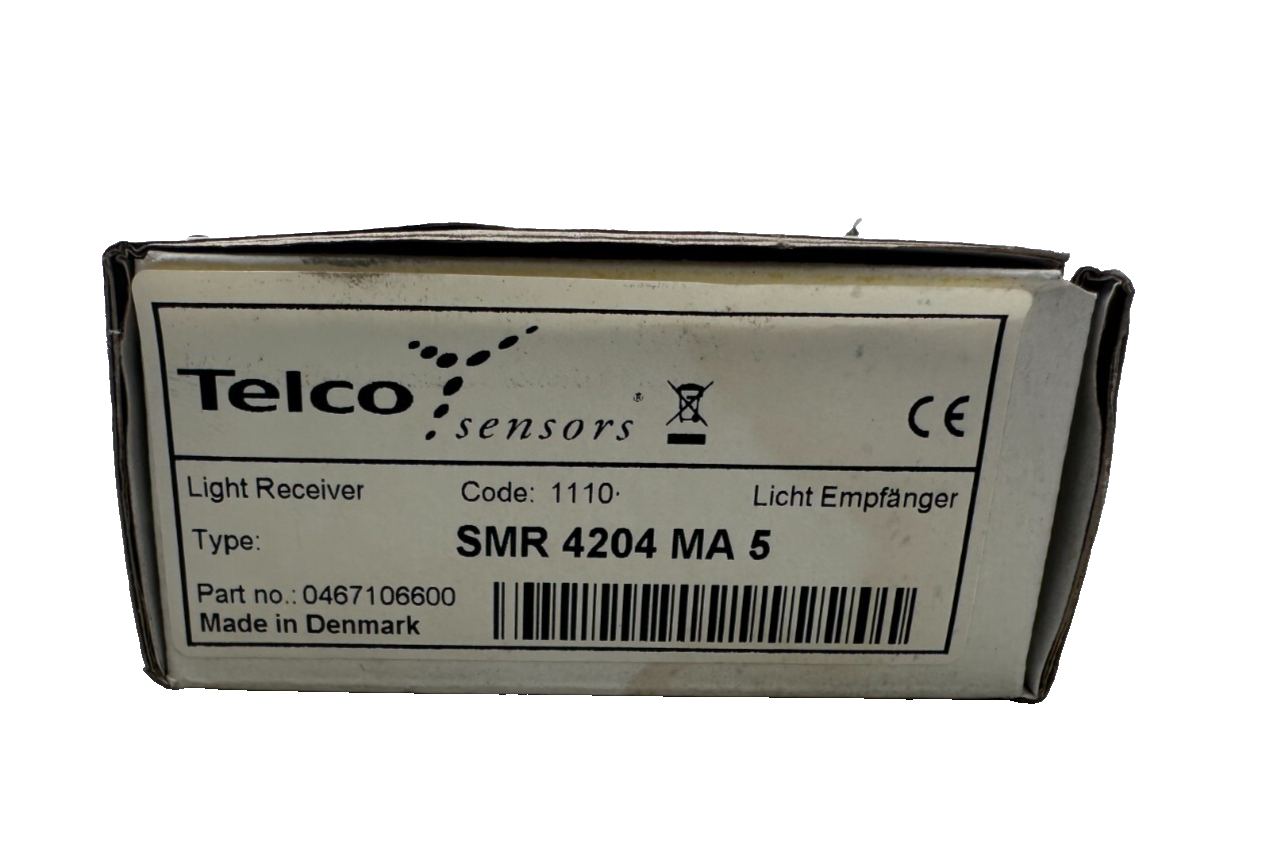 Telco
sensors®
CE
Light Receiver Code: 1110 Licht Empfänger
Type: SMR 4204 MA 5
Part no.: 0467106600
Made in Denmark